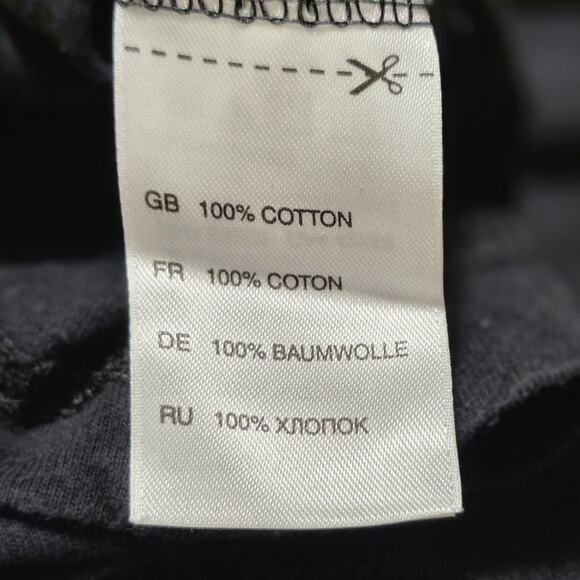 GB 100% COTTON
FR 100% COTON
DE 100% BAUMWOLLE
RU 100% ХЛОПОК